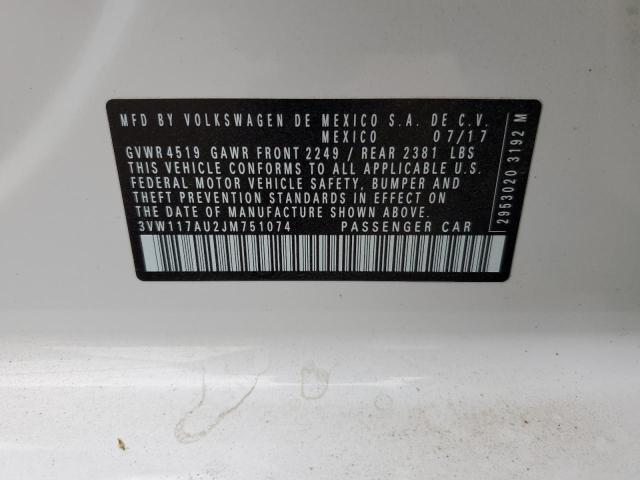 MFD BY VOLKSWAGEN DE MEXICO S.A. DE C.V.
MEXICO 07/17
GVWR 4519 GAWR FRONT 2249 / REAR 2381 LBS
THIS VEHICLE CONFORMS TO ALL APPLICABLE U.S.
FEDERAL MOTOR VEHICLE SAFETY, BUMPER AND
THEFT PREVENTION STANDARDS IN EFFECT ON
THE DATE OF MANUFACTURE SHOWN ABOVE
3VW117AU2JM751074 PASSENGER CAR
2953020 3192 M